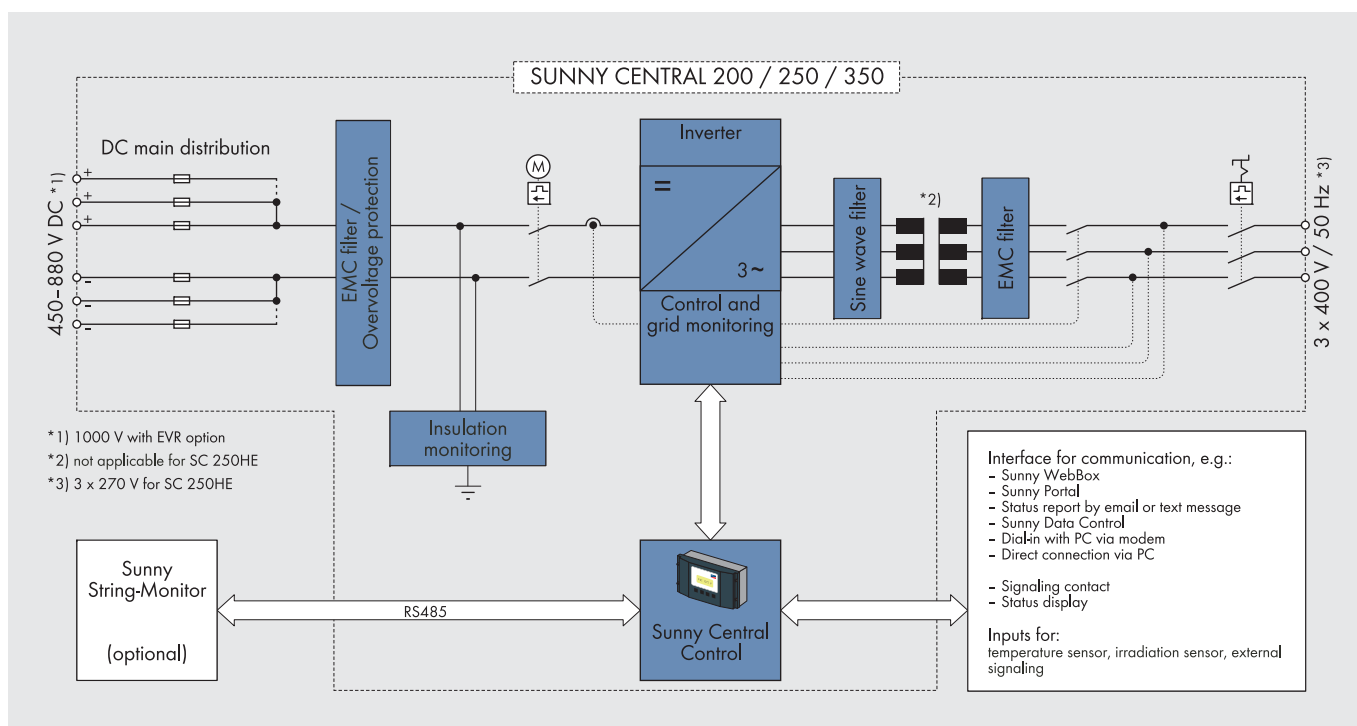 SUNNY CENTRAL 200 / 250 / 350
DC main distribution
+
+
+
-
-
-
450-880 V DC *1)
EMC filter /
Overvoltage protection
M
Inverter
=
3~
Control and
grid monitoring
Sine wave filter
*2)
EMC filter
3 x 400 V / 50 Hz *3)
Insulation
monitoring
*1) 1000 V with EVR option
*2) not applicable for SC 250HE
*3) 3 x 270 V for SC 250HE
Sunny
String-Monitor
(optional)
RS485
Sunny Central
Control
Interface for communication, e.g.:
- Sunny WebBox
- Sunny Portal
- Status report by email or text message
- Sunny Data Control
- Dial-in with PC via modem
- Direct connection via PC
- Signaling contact
- Status display
Inputs for:
temperature sensor, irradiation sensor, external
signaling